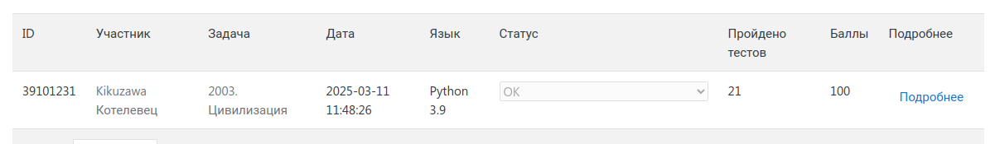 ID Участник Задача Дата Язык Статус Пройдено тестов Баллы Подробнее
39101231 Kikuzawa Котелевец 2003. Цивилизация 2025-03-11 11:48:26 Python 3.9 OK 21 100 Подробнее